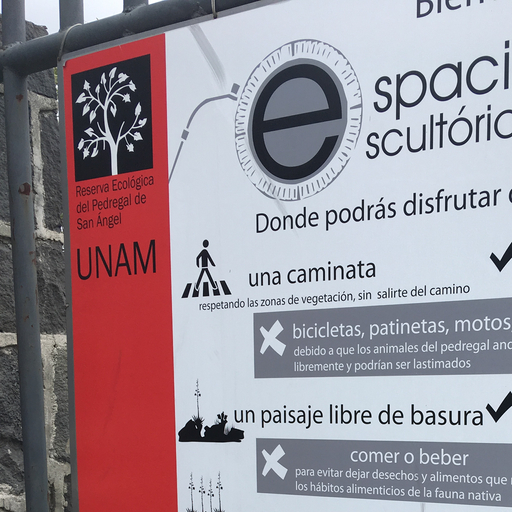 Reserva Ecológica
del Pedregal de
San Ángel
UNAM
e
spaci
scultóric
Donde podrás disfrutar
una caminata
respetando las zonas de vegetación, sin salirte del camino
bicicletas, patinetas, motos,
debido a que los animales del pedregal anc
libremente y podrían ser lastimados
un paisaje libre de basura
comer o beber
para evitar dejar desechos y alimentos que
los hábitos alimenticios de la fauna nativa